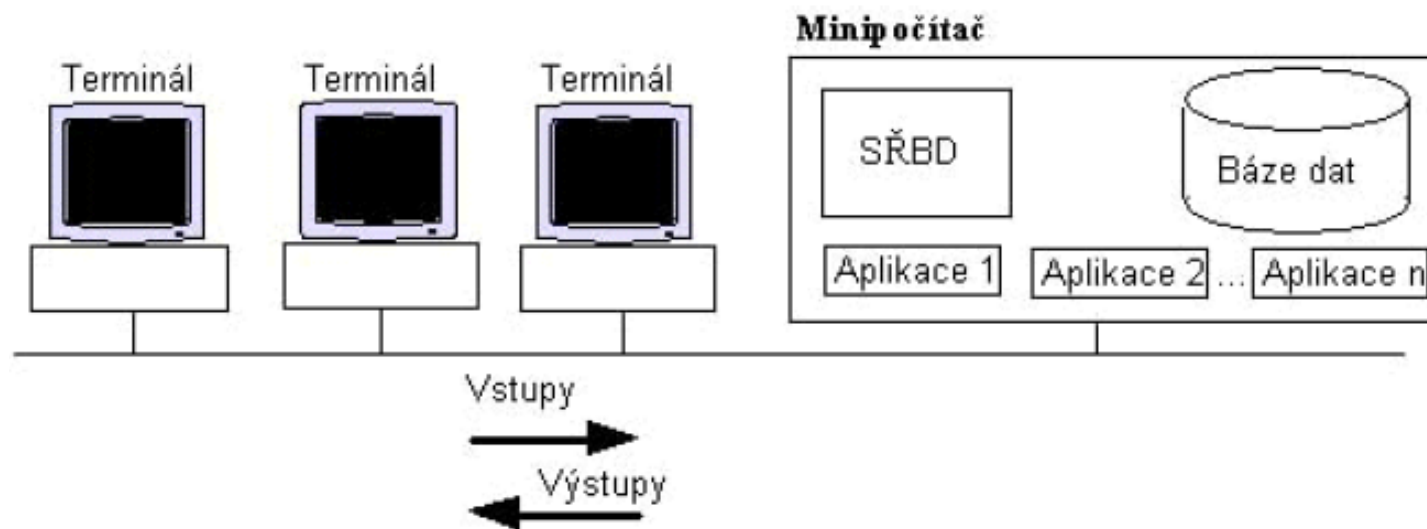 Minipočítač
Terminál
Terminál
Terminál
SŘBD
Báze dat
Aplikace 1
Aplikace 2
...
Aplikace n
Vstupy
Výstupy